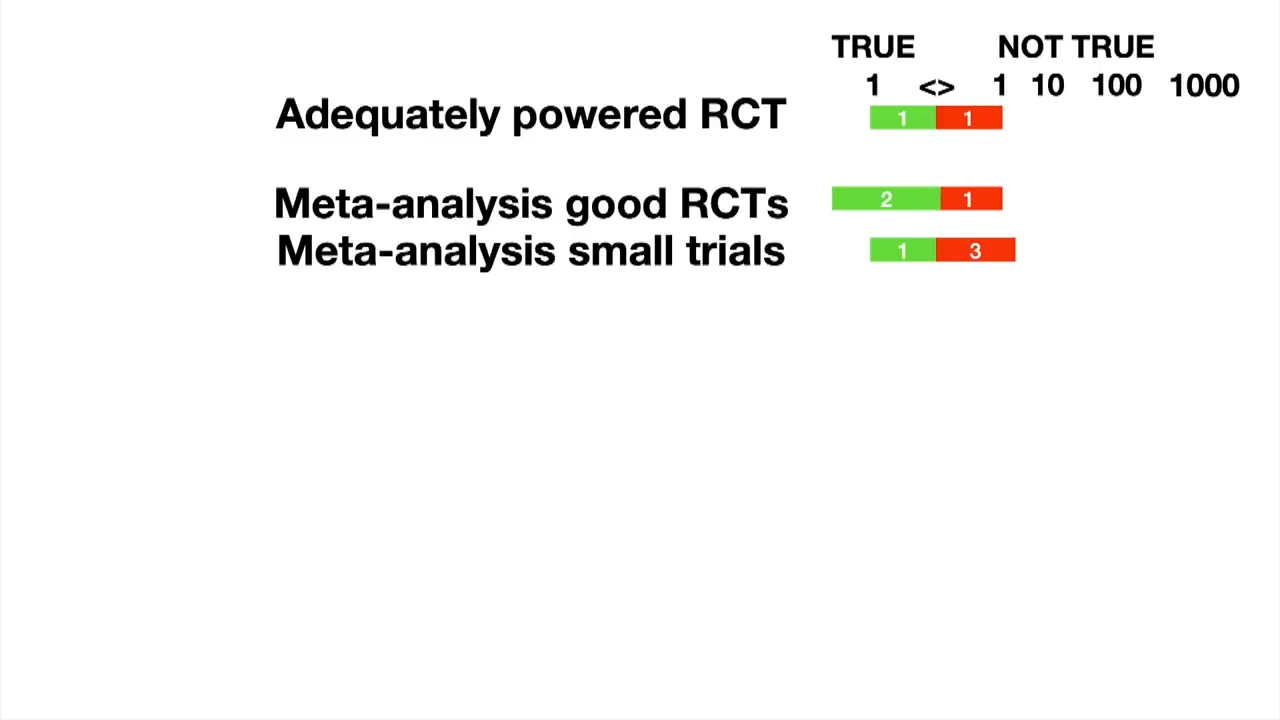 TRUE NOT TRUE
1 <> 1 10 100 1000
Adequately powered RCT 1 1
Meta-analysis good RCTs 2 1
Meta-analysis small trials 1 3